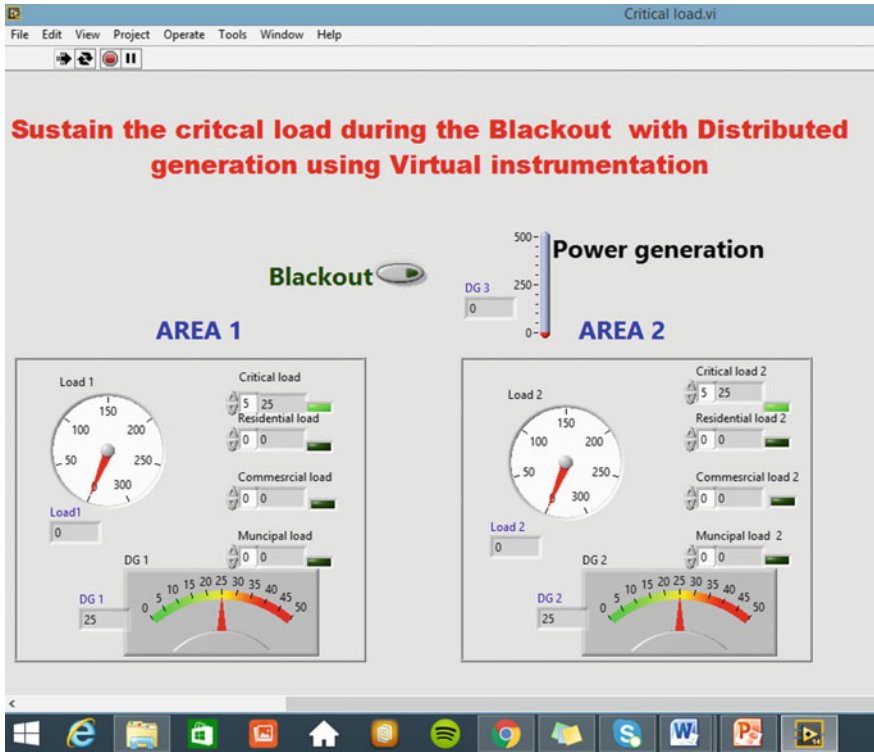 Critical load.vi
File Edit View Project Operate Tools Window Help
Sustain the critcal load during the Blackout with Distributed
generation using Virtual instrumentation
Blackout
500
Power generation
DG 3
250
0
0
AREA 1
AREA 2
Load 1
0
50
100
150
200
250
300
Load1
0
Critical load
5 25
Residential load
0 0
Commesrcial load
0 0
Muncipal load
0 0
DG 1
DG 1
25
0 5 10 15 20 25 30 35 40 45 50
Load 2
0
50
100
150
200
250
300
Load 2
0
Critical load 2
5 25
Residential load 2
0 0
Commesrcial load 2
0 0
Muncipal load 2
0 0
DG 2
DG 2
25
0 5 10 15 20 25 30 35 40 45 50